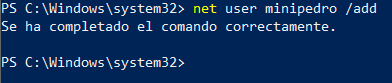 PS C:\Windows\system32> net user minipedro /add
Se ha completado el comando correctamente.
PS C:\Windows\system32>